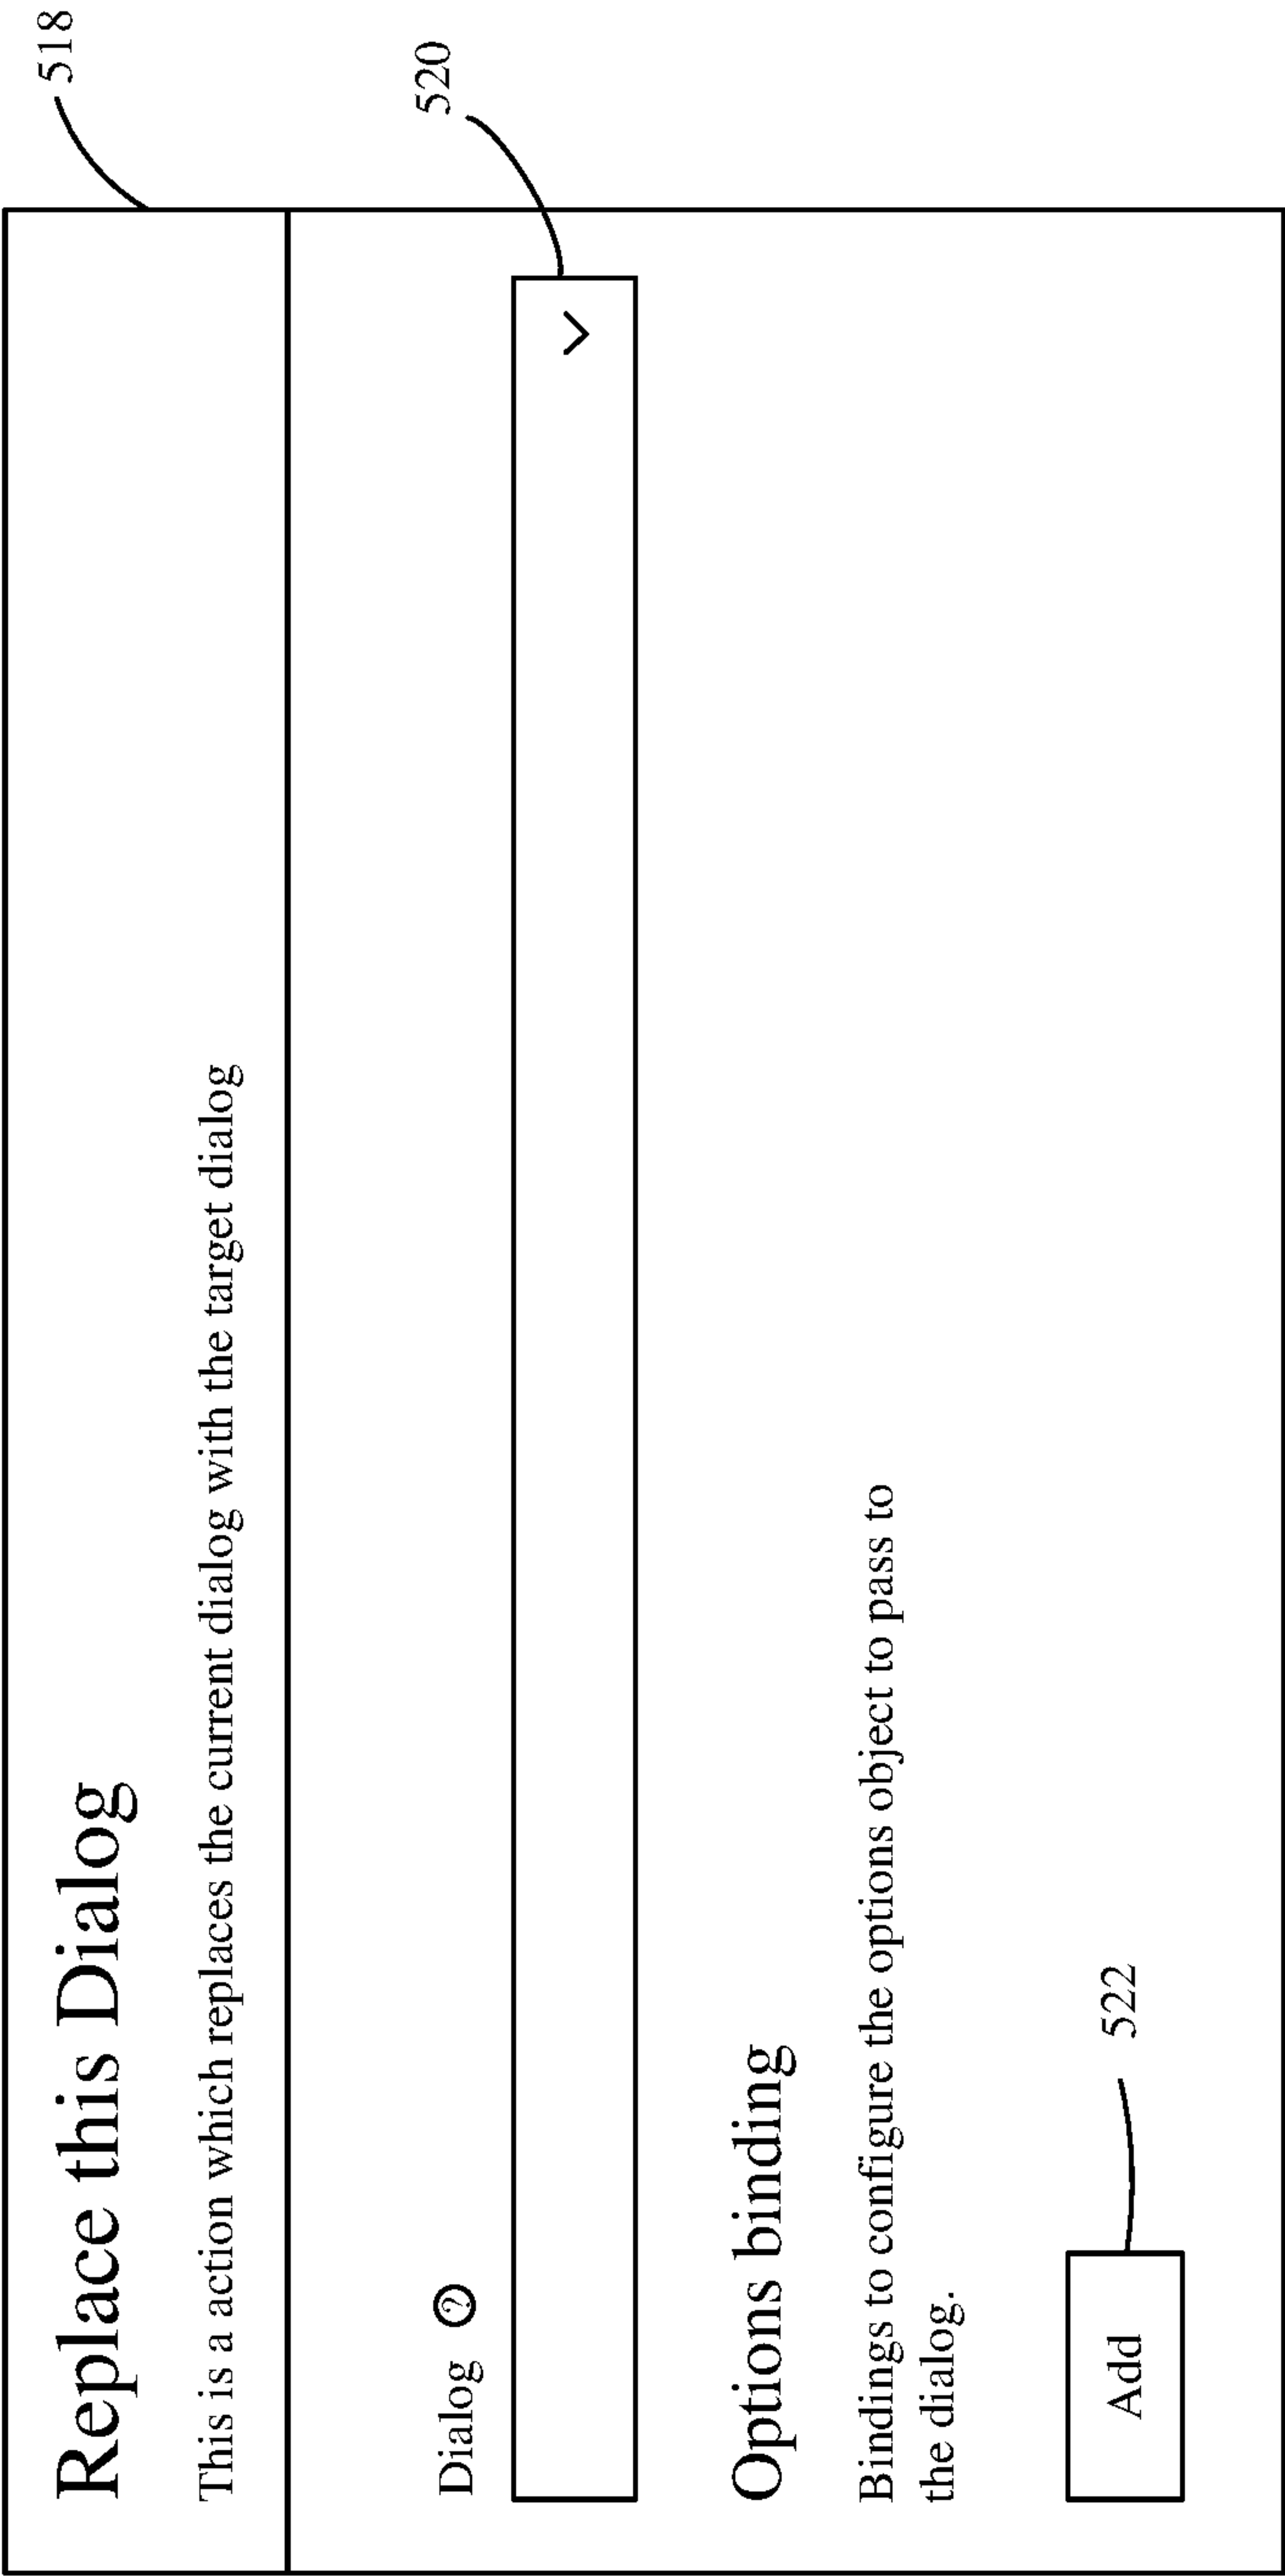 518
Replace this Dialog
This is a action which replaces the current dialog with the target dialog
520
Dialog ?
Options binding
Bindings to configure the options object to pass to
the dialog.
Add
522